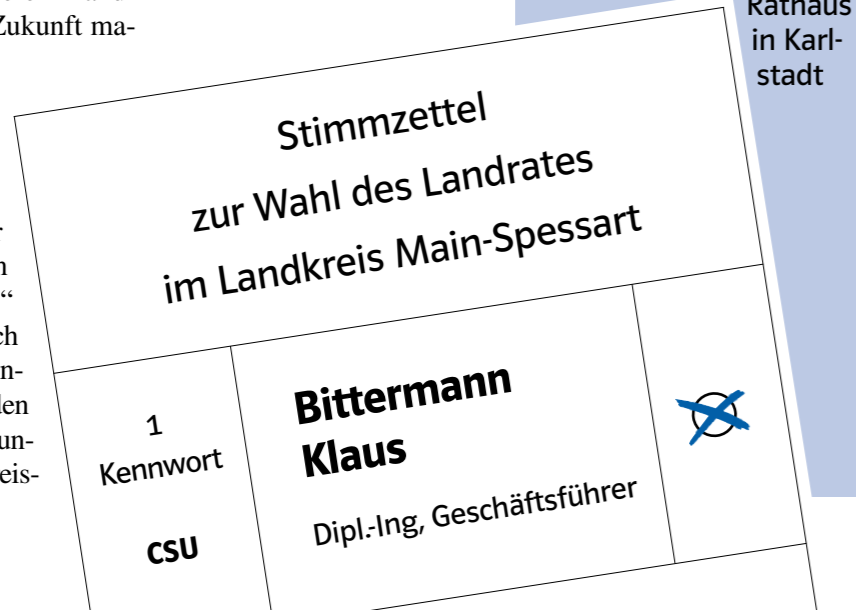 Zukunft ma-
Rathaus
in Karl-
stadt
Stimmzettel
zur Wahl des Landrates
im Landkreis Main-Spessart
1
Kennwort
CSU
Bittermann
Klaus
Dipl.-Ing, Geschäftsführer